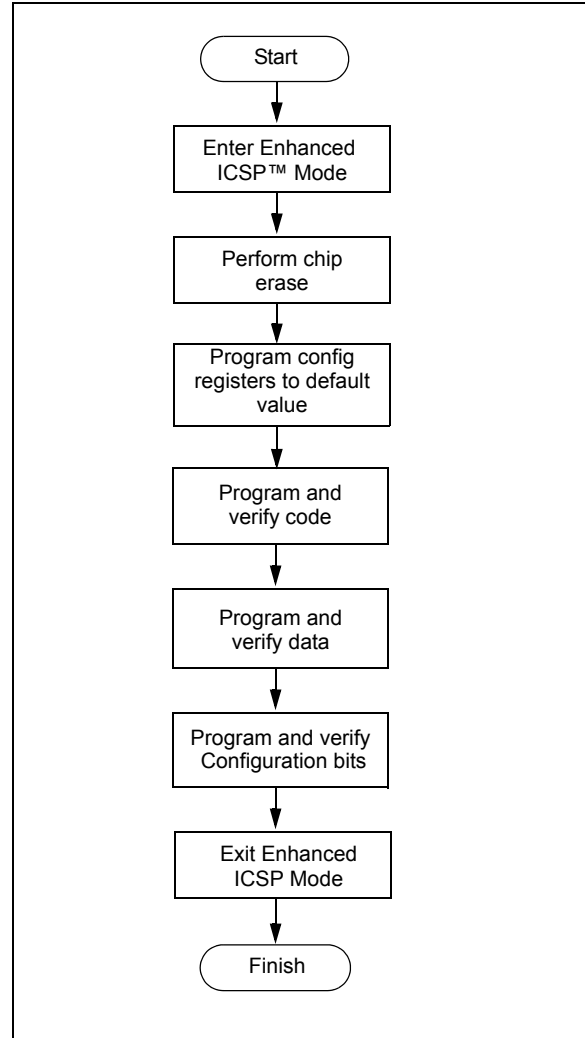 Start
Enter Enhanced
ICSP™ Mode
Perform chip
erase
Program config
registers to default
value
Program and
verify code
Program and
verify data
Program and verify
Configuration bits
Exit Enhanced
ICSP Mode
Finish